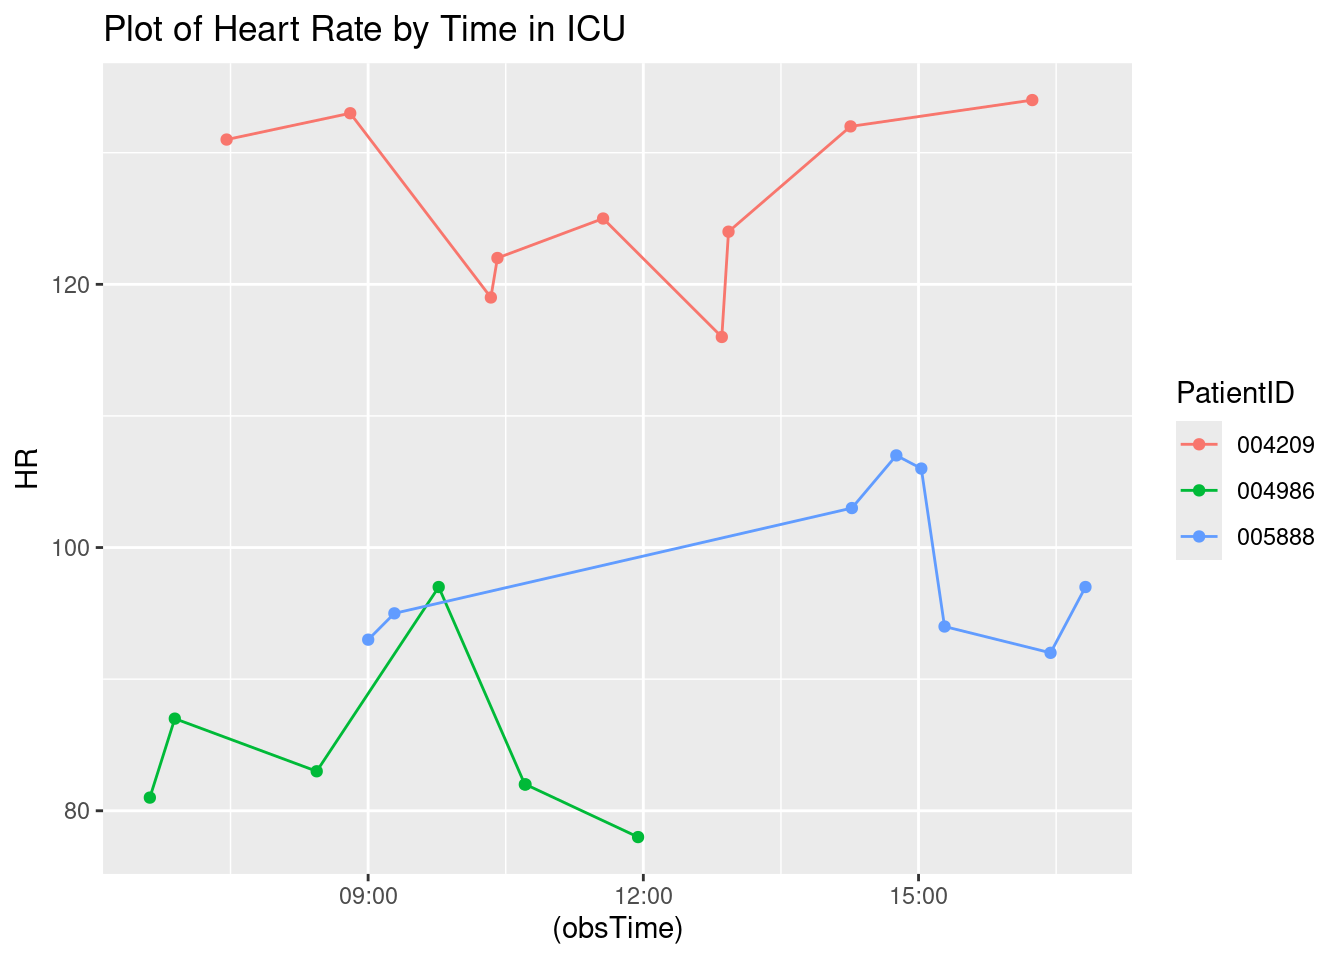 Plot of Heart Rate by Time in ICU
120
100
80
HR
09:00
12:00
15:00
(obsTime)
PatientID
004209
004986
005888